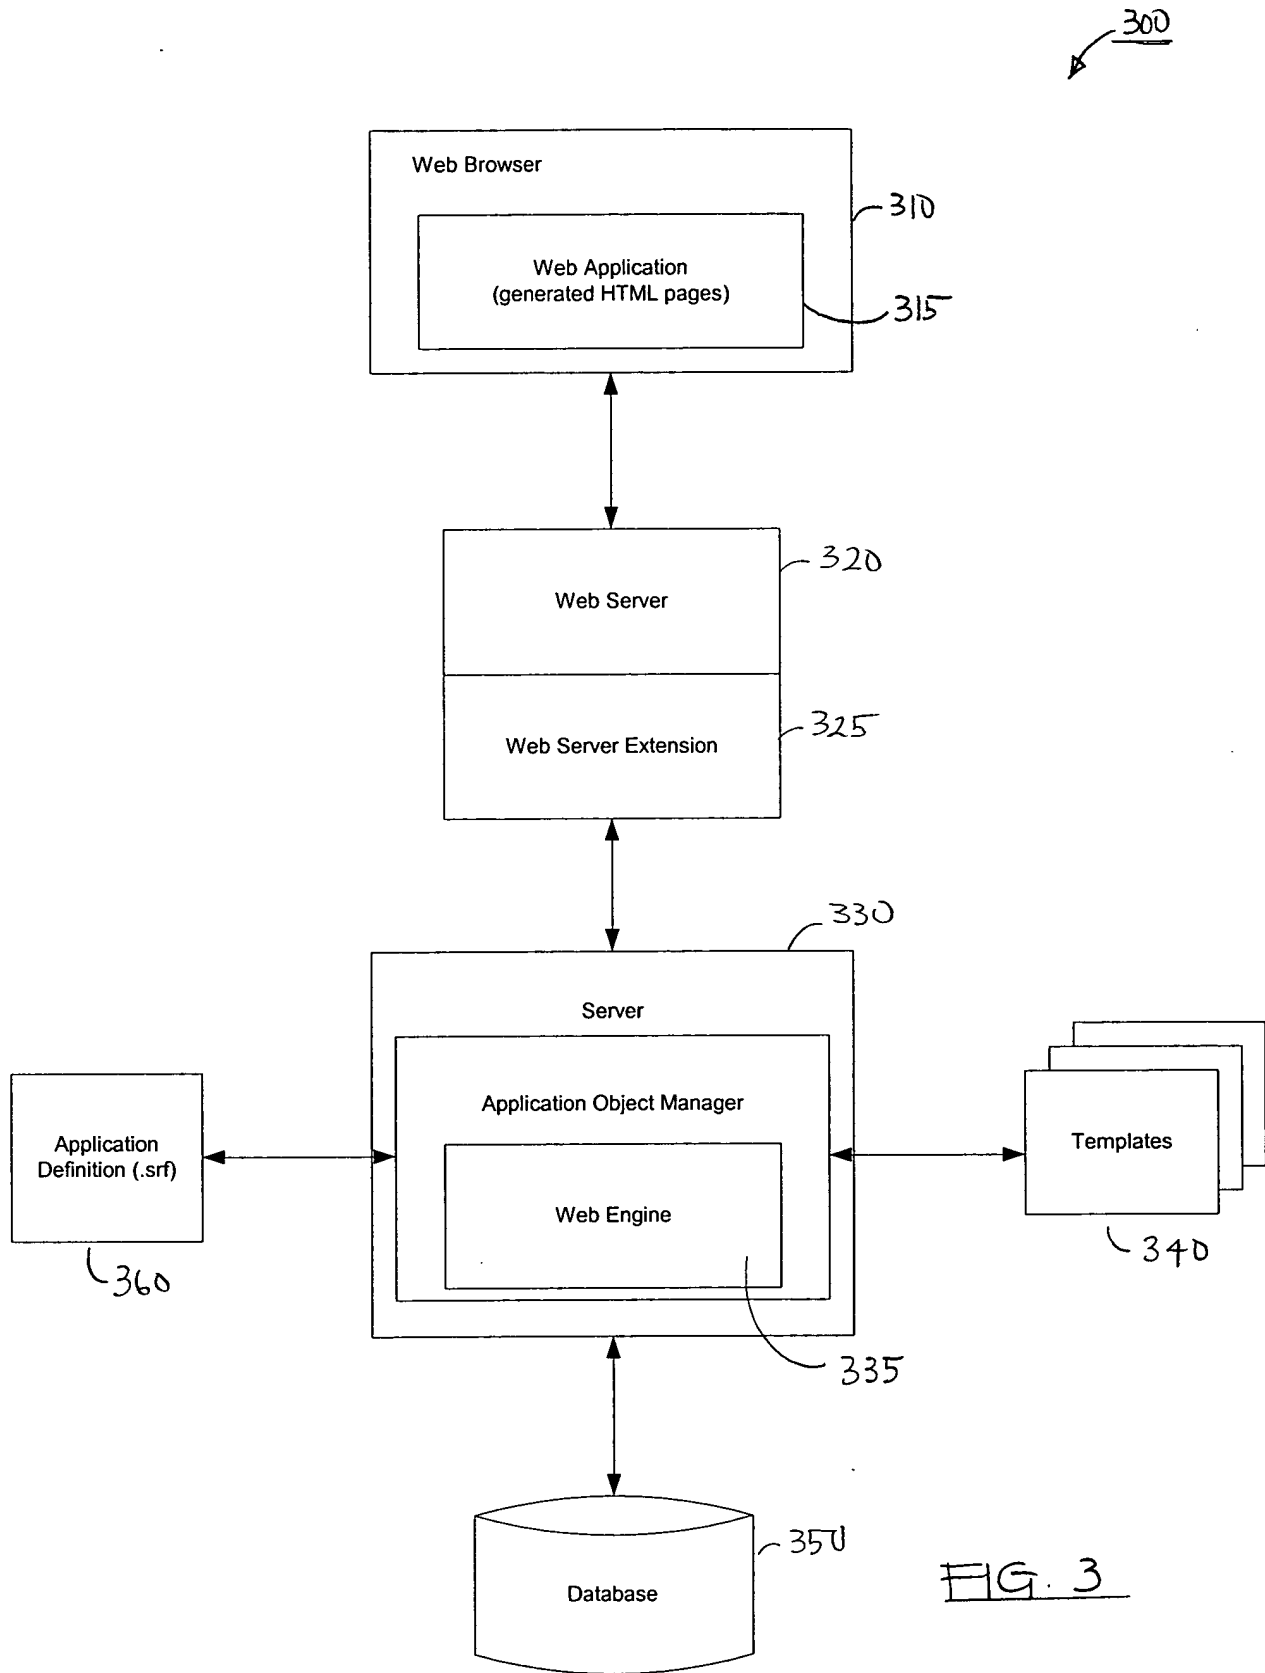 300
Web Browser
310
Web Application
(generated HTML pages)
315
320
Web Server
325
Web Server Extension
330
Server
Application Object Manager
Application
Definition (.srf)
Templates
Web Engine
360
340
335
350
Database
FIG. 3